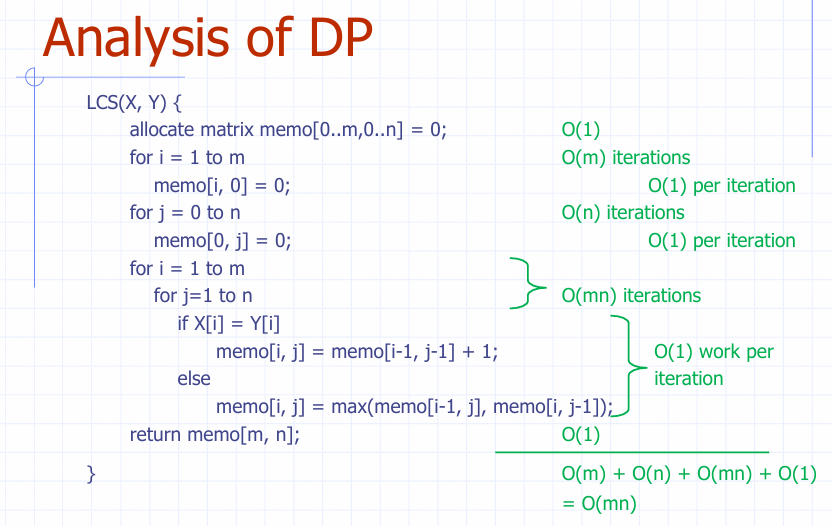 Analysis of DP
LCS(X, Y) {
allocate matrix memo[0..m,0..n] = 0; O(1)
for i = 1 to m O(m) iterations
memo[i, 0] = 0; O(1) per iteration
for j = 0 to n O(n) iterations
memo[0, j] = 0; O(1) per iteration
for i = 1 to m
for j=1 to n O(mn) iterations
if X[i] = Y[i]
memo[i, j] = memo[i-1, j-1] + 1; O(1) work per
else iteration
memo[i, j] = max(memo[i-1, j], memo[i, j-1]);
return memo[m, n]; O(1)
} O(m) + O(n) + O(mn) + O(1)
= O(mn)